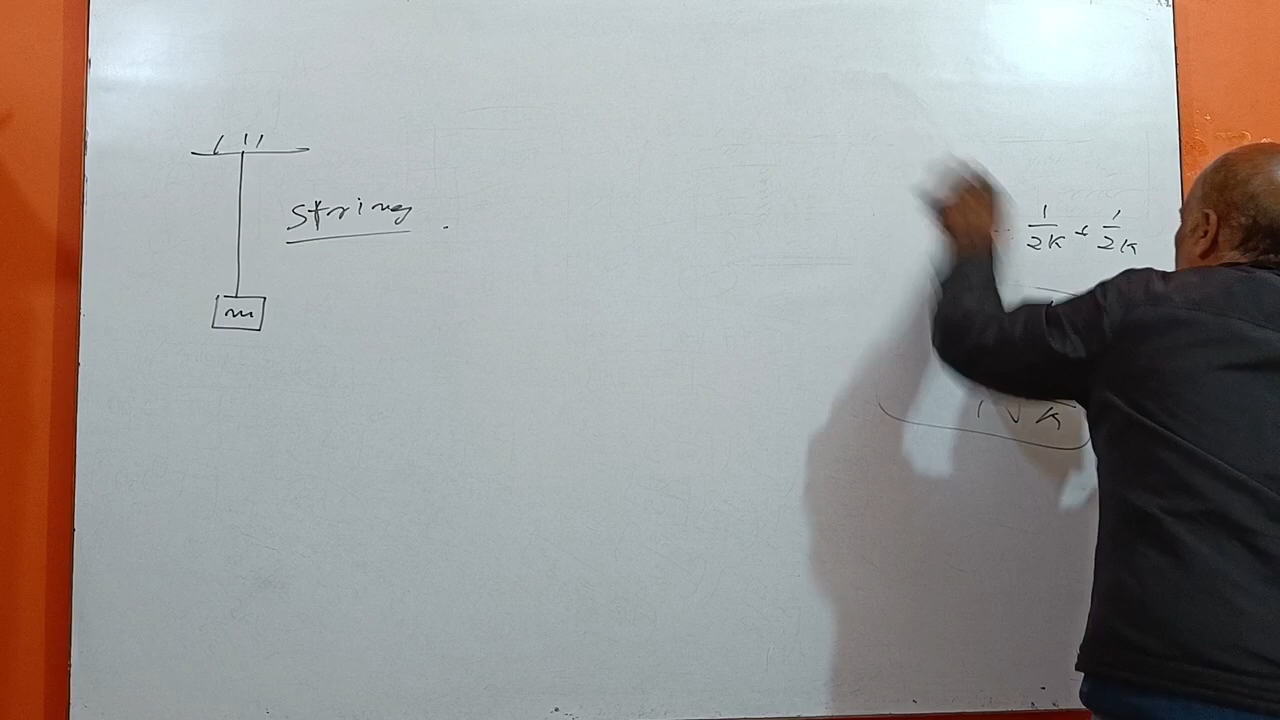 string .
m
1/2K + 1/2K
K